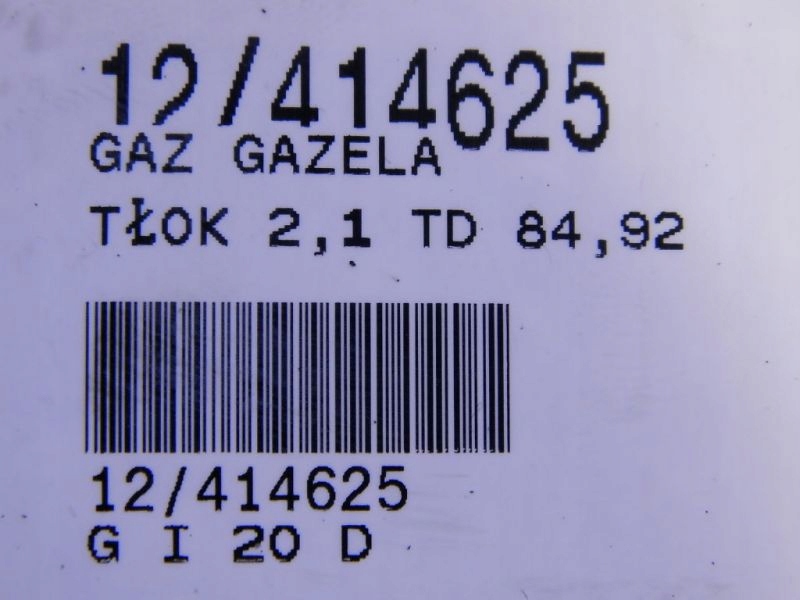 12/414625
GAZ GAZELA
TŁOK 2,1 TD 84,92
12/414625
G I 20 D